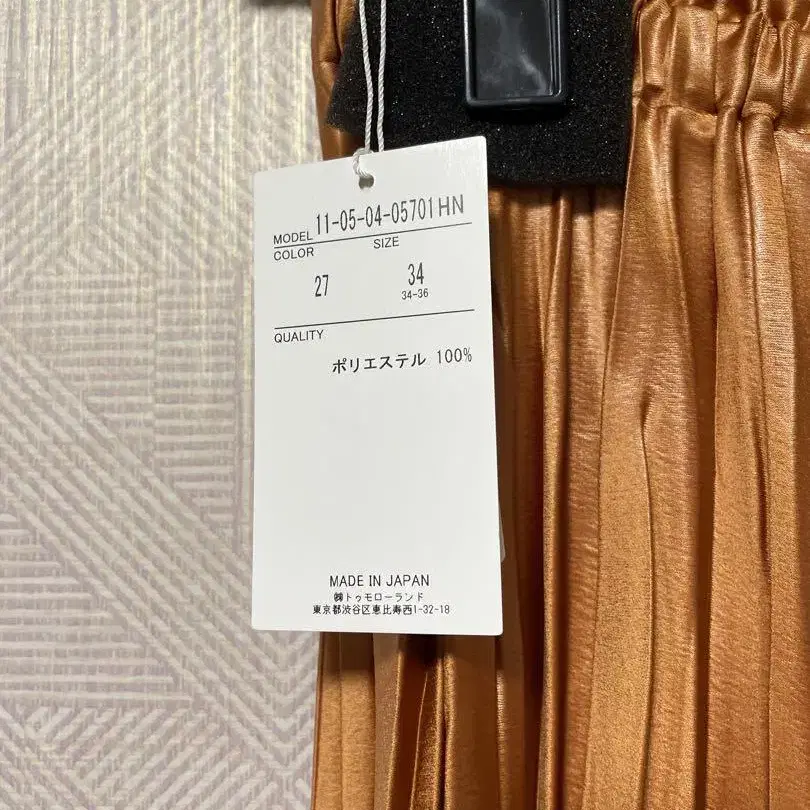 MODEL 11-05-04-05701HN
COLOR SIZE
27 34
34-36
QUALITY
ポリエステル 100%
MADE IN JAPAN
㈱トゥモローランド
東京都渋谷区恵比寿西1-32-18